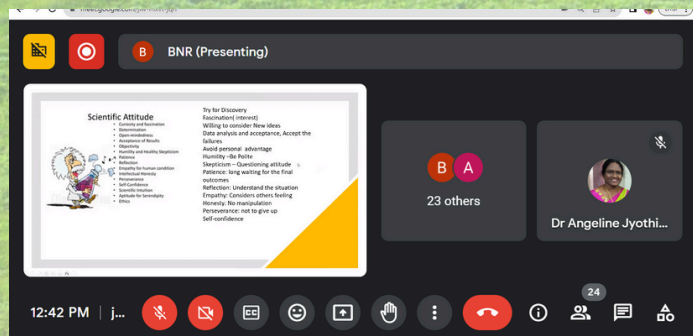 B BNR (Presenting)
Scientific Attitude
Curiosity and fascination
Determination
Open-mindedness
Acceptance of Results
Objectivity
Humility and Healthy Skepticism
Patience
Reflection
Empathy for human condition
Intellectual Honesty
Perseverance
Self-Confidence
Scientific Intuition
Aptitude for Serendipity
Ethics
Try for Discovery
Fascination( interest)
Willing to consider New ideas
Data analysis and acceptance, Accept the
failures
Avoid personal advantage
Humility –Be Polite
Skepticism – Questioning attitude
Patience: long waiting for the final
outcomes
Reflection: Understand the situation
Empathy: Considers others feeling
Honesty: No manipulation
Perseverance: not to give up
Self-confidence
B A
23 others
Dr Angeline Jyothi...
24
12:42 PM | j...
CC